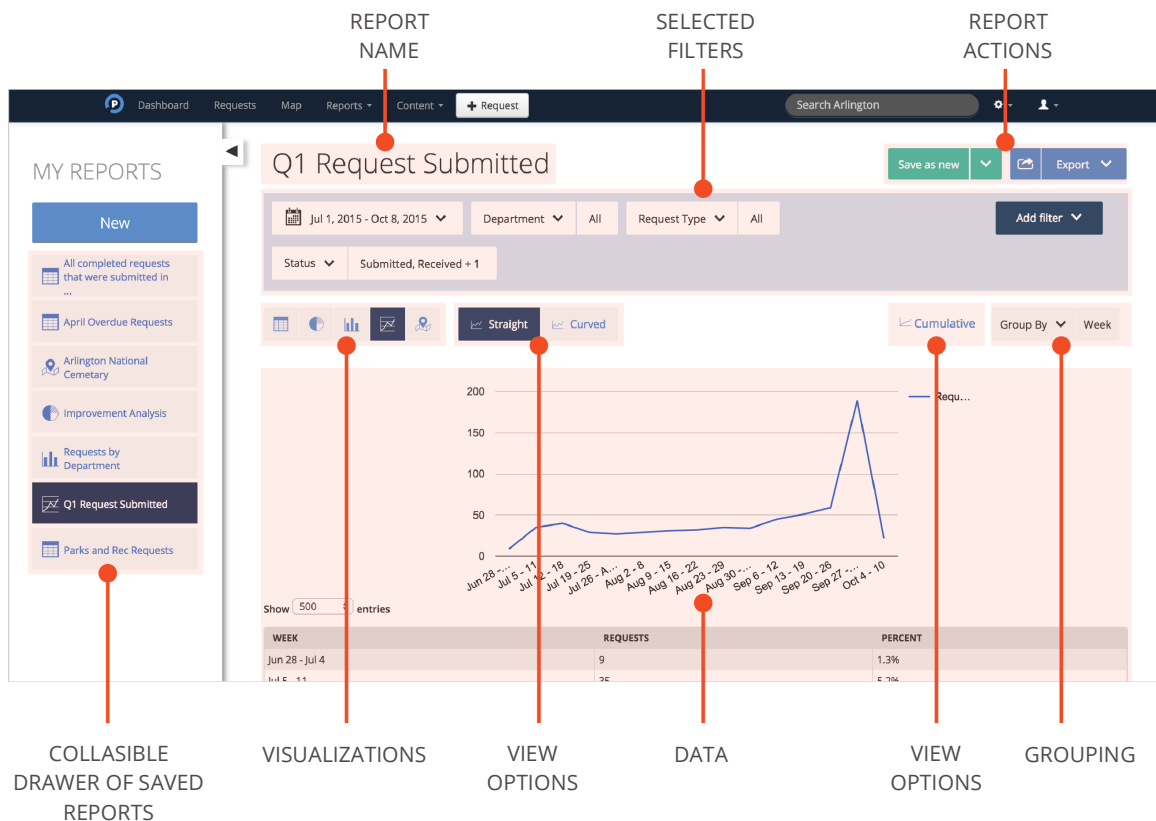 REPORT
NAME
SELECTED
FILTERS
REPORT
ACTIONS
P
Dashboard Requests Map Reports Content + Request Search Arlington
MY REPORTS
New
All completed requests
that were submitted in
...
April Overdue Requests
Arlington National
Cemetary
Improvement Analysis
Requests by
Department
Q1 Request Submitted
Parks and Rec Requests
Q1 Request Submitted
Save as new Export
Jul 1, 2015 - Oct 8, 2015 Department All Request Type All Add filter
Status Submitted, Received + 1
Straight Curved Cumulative Group By Week
200
150
100
50
0
Requ...
Jun 28 -... Jul 5 - 11 Jul 12 - 18 Jul 19 - 25 Jul 26 - A... Aug 2 - 8 Aug 9 - 15 Aug 16 - 22 Aug 23 - 29 Aug 30 -... Sep 6 - 12 Sep 13 - 19 Sep 20 - 26 Sep 27 -... Oct 4 - 10
Show 500 entries
WEEK REQUESTS PERCENT
Jun 28 - Jul 4 9 1.3%
Jul 5 - 11 35 5.2%
COLLASIBLE
DRAWER OF SAVED
REPORTS
VISUALIZATIONS
VIEW
OPTIONS
DATA
VIEW
OPTIONS
GROUPING